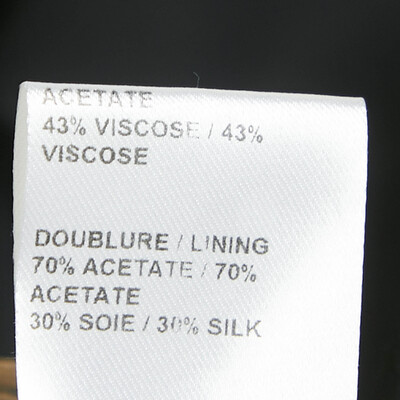 ACETATE
43% VISCOSE / 43%
VISCOSE
DOUBLURE / LINING
70% ACETATE / 70%
ACETATE
30% SOIE / 30% SILK